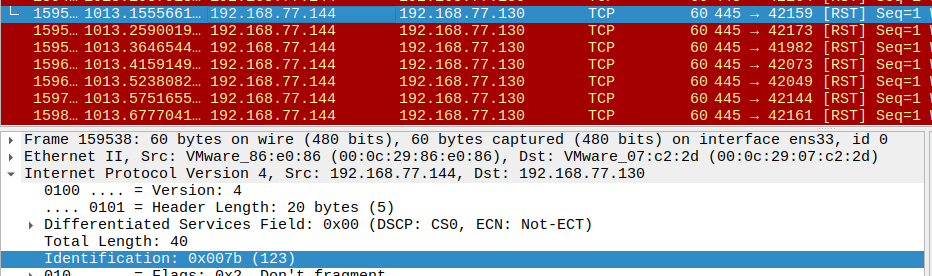 1595… 1013.1555661… 192.168.77.144 192.168.77.130 TCP 60 445 → 42159 [RST] Seq=1
1595… 1013.2590019… 192.168.77.144 192.168.77.130 TCP 60 445 → 42173 [RST] Seq=1
1595… 1013.3646544… 192.168.77.144 192.168.77.130 TCP 60 445 → 41982 [RST] Seq=1
1596… 1013.4159149… 192.168.77.144 192.168.77.130 TCP 60 445 → 42073 [RST] Seq=1
1596… 1013.5238082… 192.168.77.144 192.168.77.130 TCP 60 445 → 42049 [RST] Seq=1
1597… 1013.5751655… 192.168.77.144 192.168.77.130 TCP 60 445 → 42144 [RST] Seq=1
1598… 1013.6777041… 192.168.77.144 192.168.77.130 TCP 60 445 → 42161 [RST] Seq=1
Frame 159538: 60 bytes on wire (480 bits), 60 bytes captured (480 bits) on interface ens33, id 0
Ethernet II, Src: VMware_86:e0:86 (00:0c:29:86:e0:86), Dst: VMware_07:c2:2d (00:0c:29:07:c2:2d)
Internet Protocol Version 4, Src: 192.168.77.144, Dst: 192.168.77.130
0100 .... = Version: 4
.... 0101 = Header Length: 20 bytes (5)
Differentiated Services Field: 0x00 (DSCP: CS0, ECN: Not-ECT)
Total Length: 40
Identification: 0x007b (123)
010. .... = Flags: 0x2, Don't fragment